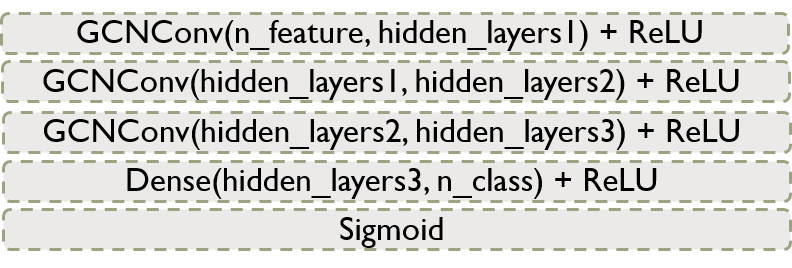 GCNConv(n_feature, hidden_layers1) + ReLU
GCNConv(hidden_layers1, hidden_layers2) + ReLU
GCNConv(hidden_layers2, hidden_layers3) + ReLU
Dense(hidden_layers3, n_class) + ReLU
Sigmoid